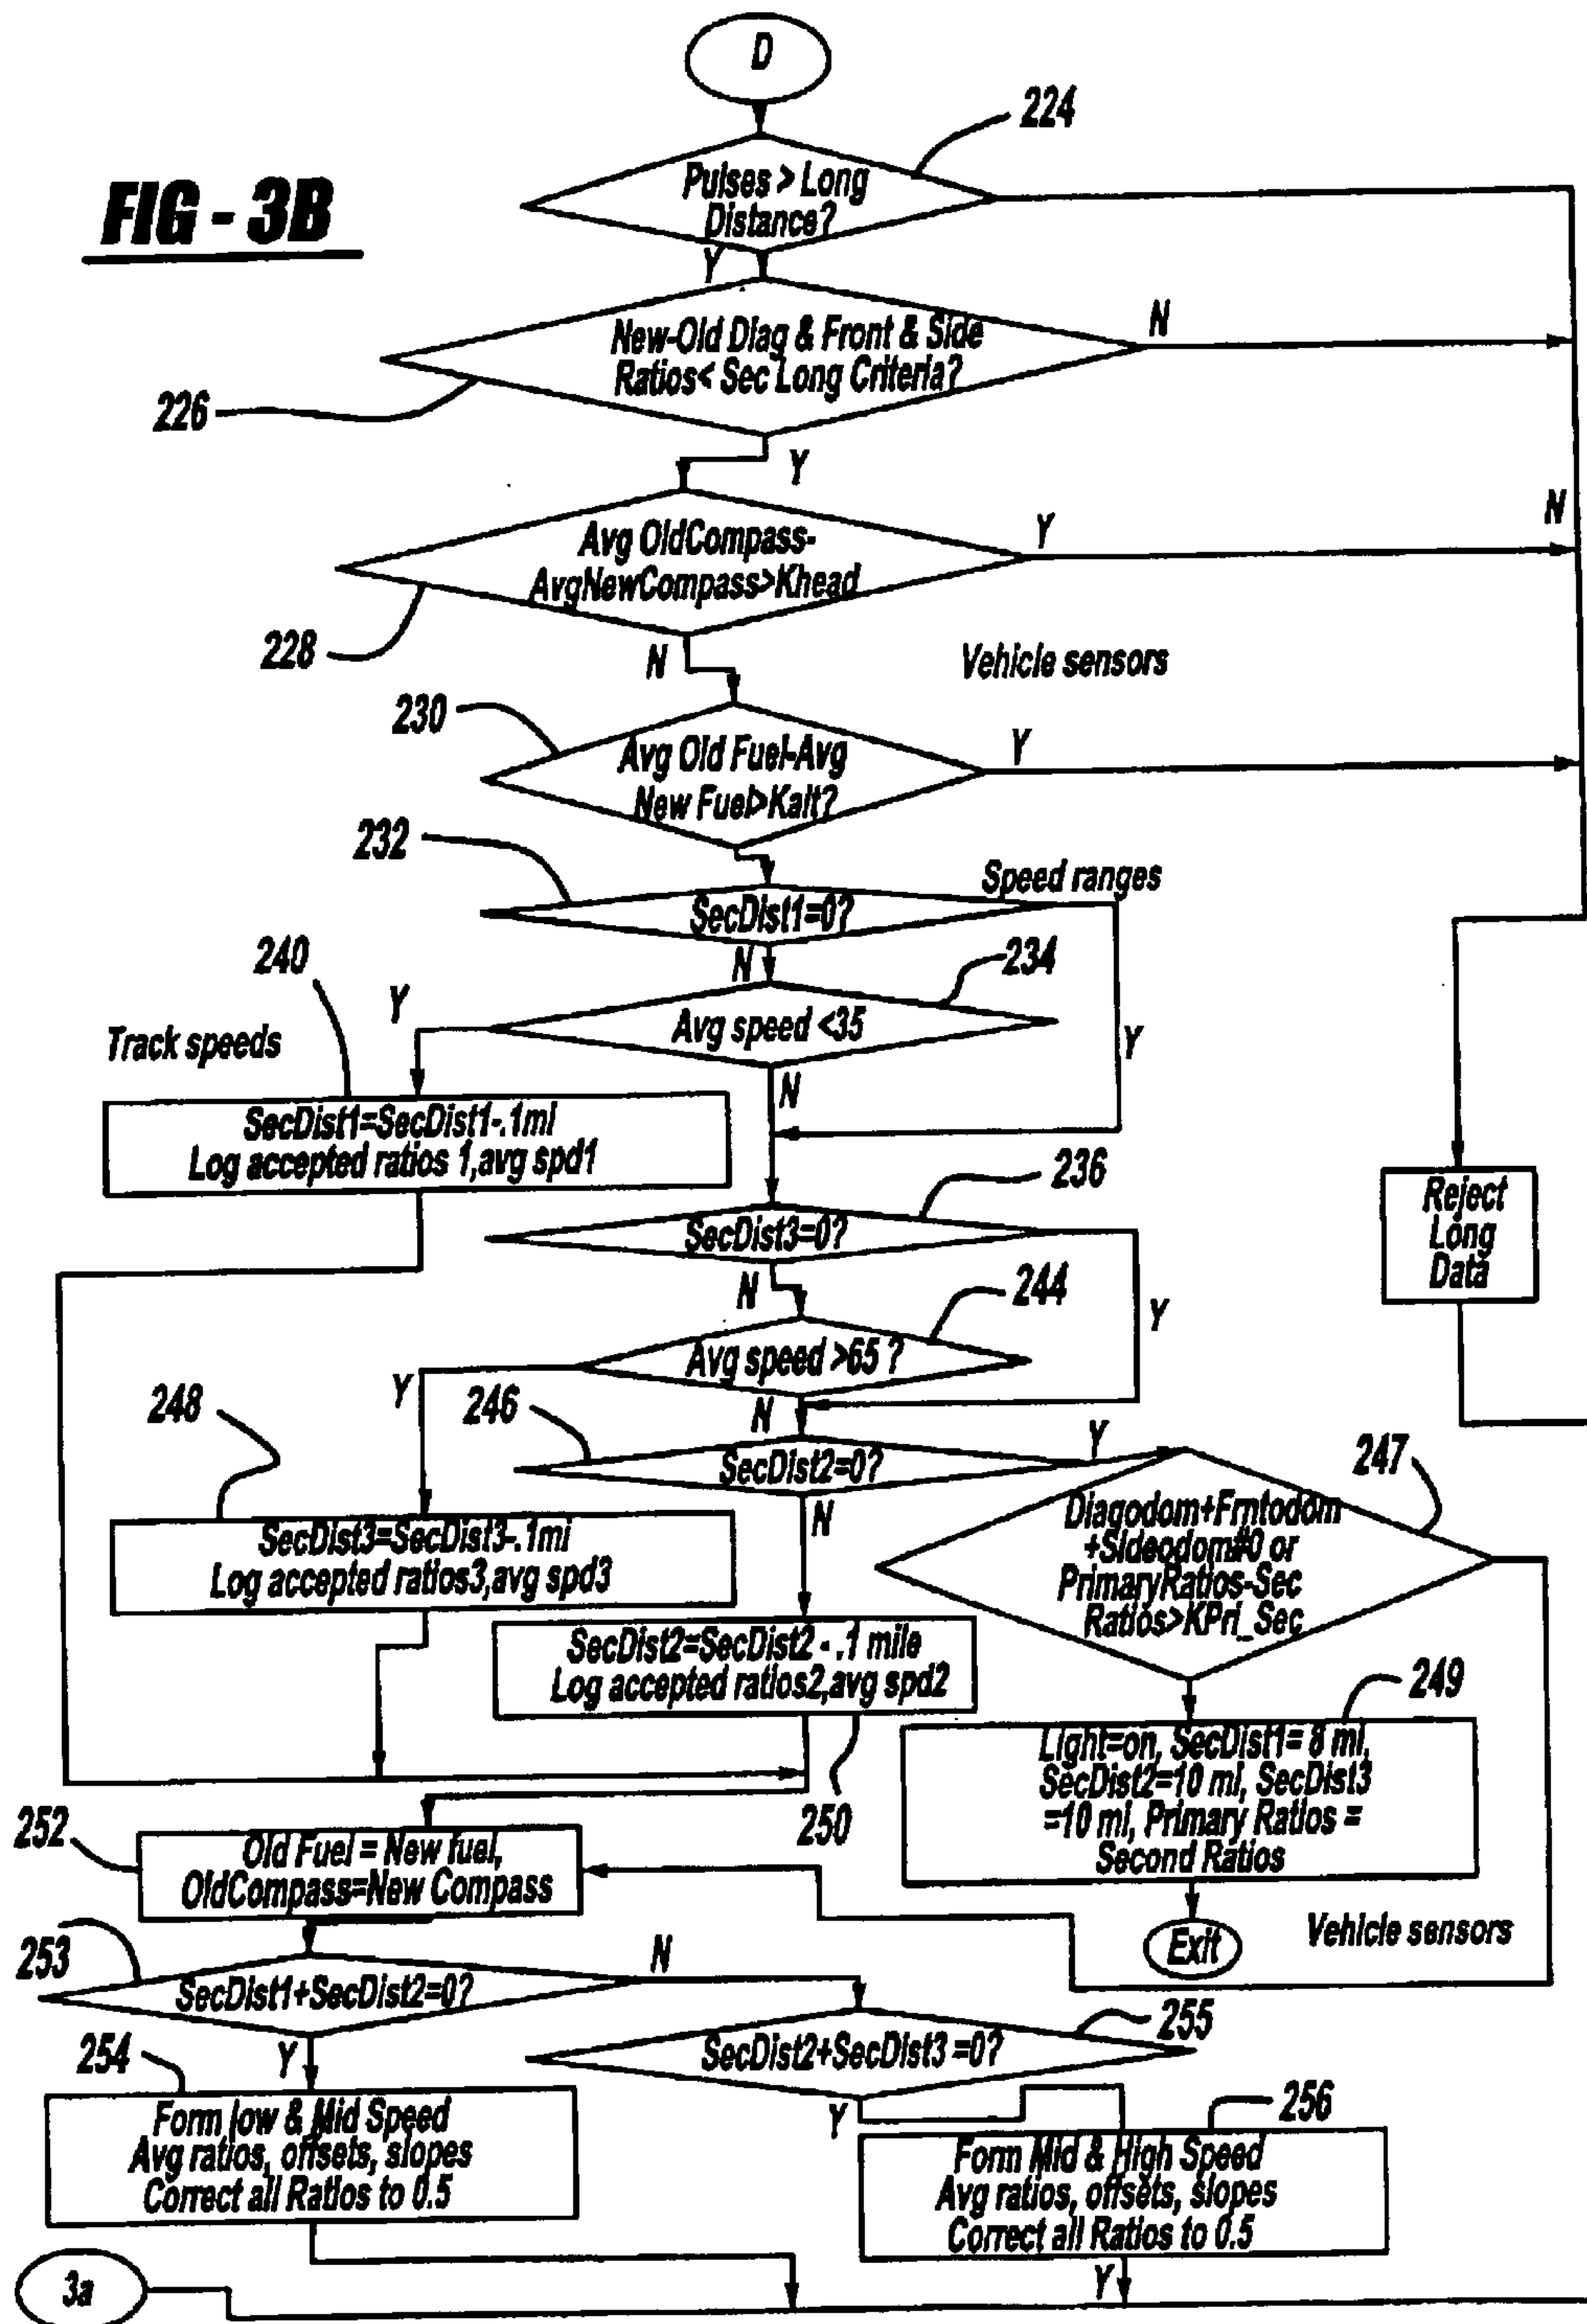 D
224
FIG - 3B
Pulses > Long
Distance?
Y
New-Old Diag & Front & Side
Ratios< Sec Long Criteria?
N
226
Y
Avg OldCompass-
AvgNewCompass>Khead
Y
N
228
N
Vehicle sensors
230
Avg Old Fuel-Avg
New Fuel>Kalt?
Y
232
Speed ranges
SecDist1=0?
240
N
234
Y
Avg speed <35
Y
Track speeds
N
SecDist1=SecDist1-.1mi
Log accepted ratios 1,avg spd1
236
SecDist3=0?
Reject
Long
Data
N
244
Y
Avg speed >65 ?
Y
248
246
N
Y
SecDist2=0?
247
N
Diagodom+Frntodom
+Sideodom#0 or
PrimaryRatios-Sec
Ratios>KPri_Sec
SecDist3=SecDist3-.1mi
Log accepted ratios3,avg spd3
SecDist2=SecDist2 - .1 mile
Log accepted ratios2,avg spd2
249
Light=on, SecDist1= 8 mi,
SecDist2=10 mi, SecDist3
=10 mi, Primary Ratios =
Second Ratios
250
252
Old Fuel = New fuel,
OldCompass=New Compass
Exit
Vehicle sensors
253
N
SecDist1+SecDist2=0?
255
SecDist2+SecDist3 =0?
254
Y
Y
256
Form low & Mid Speed
Avg ratios, offsets, slopes
Correct all Ratios to 0.5
Form Mid & High Speed
Avg ratios, offsets, slopes
Correct all Ratios to 0.5
Y
3a